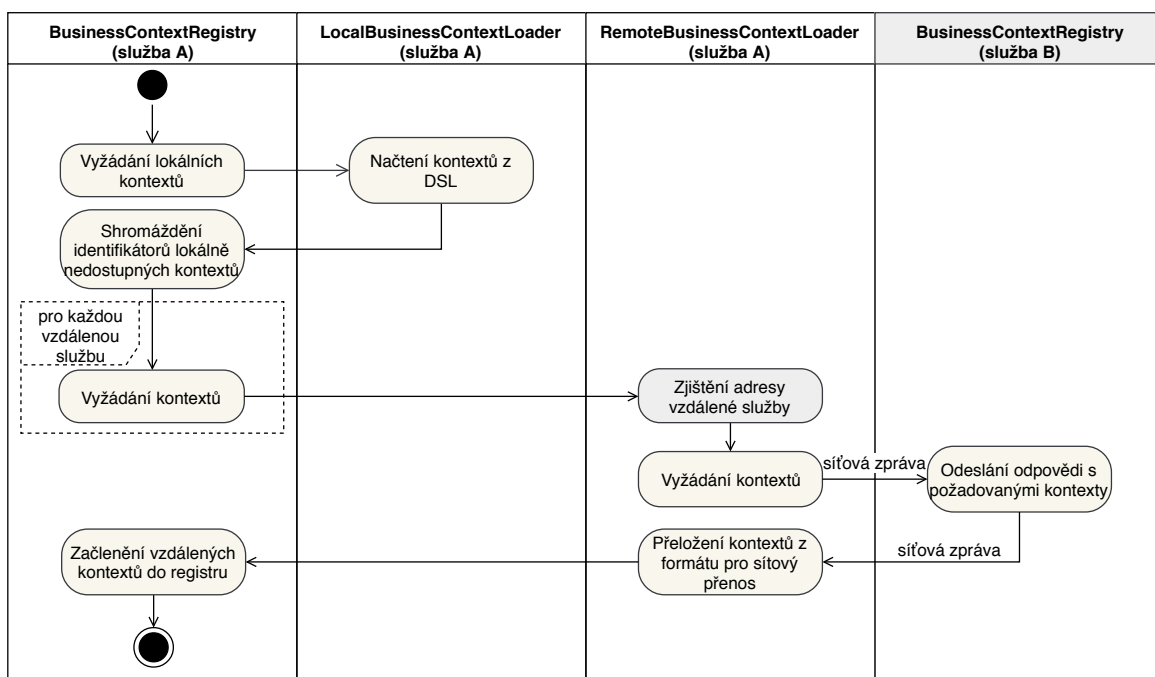 BusinessContextRegistry
(služba A)
LocalBusinessContextLoader
(služba A)
RemoteBusinessContextLoader
(služba A)
BusinessContextRegistry
(služba B)
Vyžádání lokálních
kontextů
Načtení kontextů z
DSL
Shromáždění
identifikátorů lokálně
nedostupných kontextů
pro každou
vzdálenou
službu
Vyžádání kontextů
Zjištění adresy
vzdálené služby
Vyžádání kontextů
síťová zpráva
Odeslání odpovědi s
požadovanými kontexty
síťová zpráva
Přeložení kontextů z
formátu pro sítový
přenos
Začlenění vzdálených
kontextů do registru